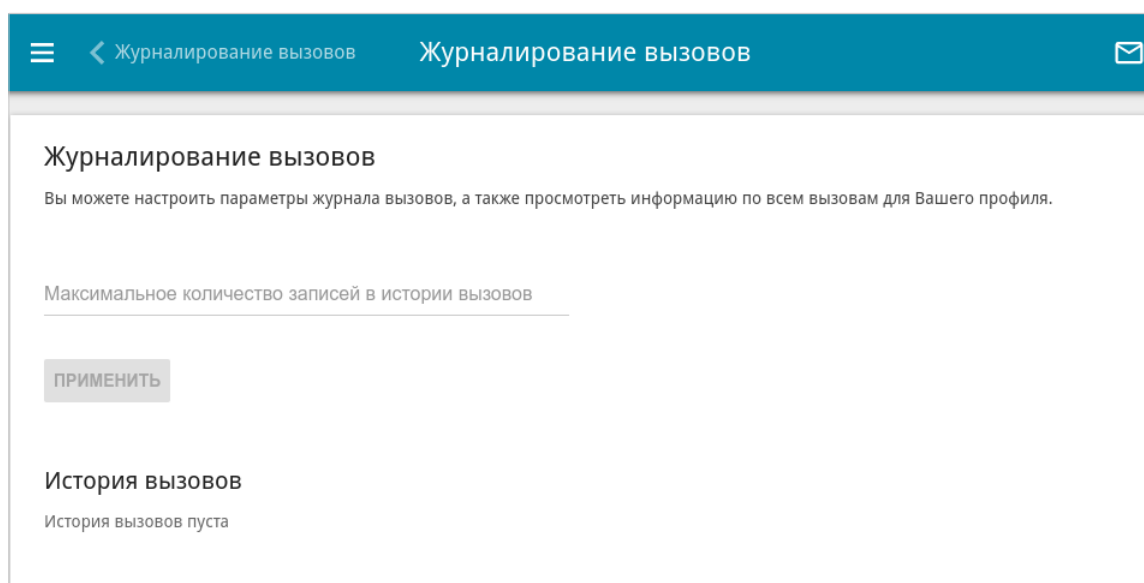 Журналирование вызовов
Журналирование вызовов
Журналирование вызовов
Вы можете настроить параметры журнала вызовов, а также просмотреть информацию по всем вызовам для Вашего профиля.
Максимальное количество записей в истории вызовов
ПРИМЕНИТЬ
История вызовов
История вызовов пуста